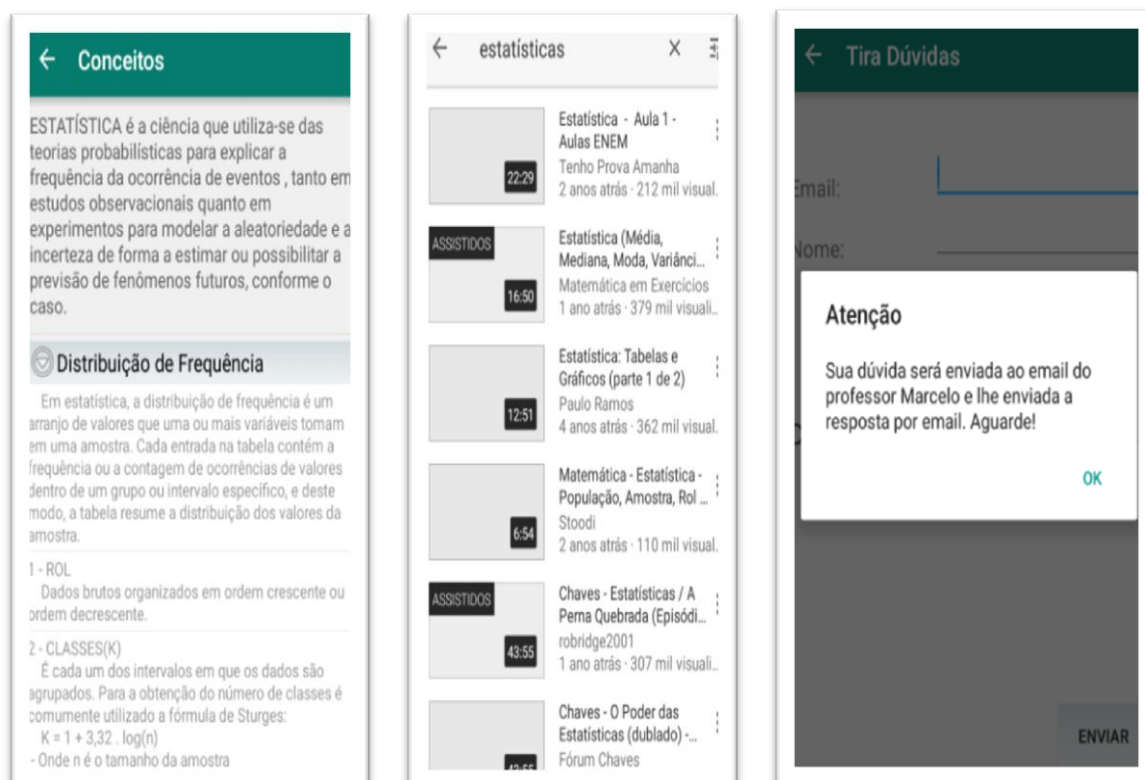 Conceitos
ESTATÍSTICA é a ciência que utiliza-se das
teorias probabilísticas para explicar a
frequência da ocorrência de eventos , tanto em
estudos observacionais quanto em
experimentos para modelar a aleatoriedade e a
incerteza de forma a estimar ou possibilitar a
previsão de fenômenos futuros, conforme o
caso.
Distribuição de Frequência
Em estatística, a distribuição de frequência é um
arranjo de valores que uma ou mais variáveis tomam
em uma amostra. Cada entrada na tabela contém a
frequência ou a contagem de ocorrências de valores
dentro de um grupo ou intervalo específico, e deste
modo, a tabela resume a distribuição dos valores da
amostra.
1 - ROL
Dados brutos organizados em ordem crescente ou
ordem decrescente.
2 - CLASSES(K)
É cada um dos intervalos em que os dados são
agrupados. Para a obtenção do número de classes é
comumente utilizado a fórmula de Sturges:
K = 1 + 3,32 . log(n)
- Onde n é o tamanho da amostra
estatísticas
Estatística - Aula 1 -
Aulas ENEM
Tenho Prova Amanha
2 anos atrás · 212 mil visual.
22:29
ASSISTIDOS
Estatística (Média,
Mediana, Moda, Variânci...
Matemática em Exercícios
1 ano atrás · 379 mil visuali...
16:50
Estatística: Tabelas e
Gráficos (parte 1 de 2)
Paulo Ramos
4 anos atrás · 362 mil visual.
12:51
Matemática - Estatística -
População, Amostra, Rol ...
Stoodi
2 anos atrás · 110 mil visual.
6:54
ASSISTIDOS
Chaves - Estatísticas / A
Perna Quebrada (Episódi...
robridge2001
1 ano atrás · 307 mil visuali...
43:55
Chaves - O Poder das
Estatísticas (dublado) -...
Fórum Chaves
Tira Dúvidas
Email:
Nome:
Atenção
Sua dúvida será enviada ao email do
professor Marcelo e lhe enviada a
resposta por email. Aguarde!
OK
ENVIAR